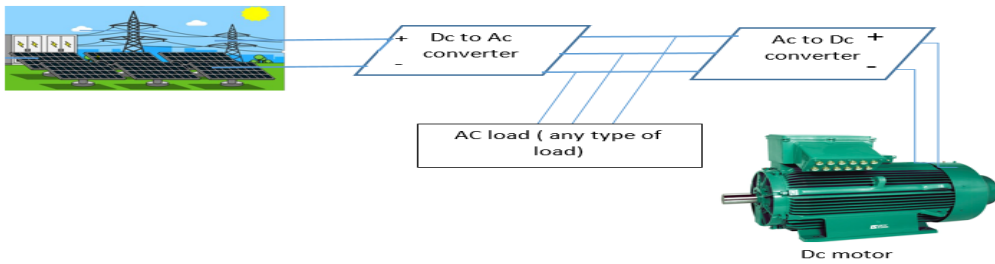 +
-
Dc to Ac
converter
Ac to Dc
converter
+
-
AC load ( any type of
load)
Dc motor